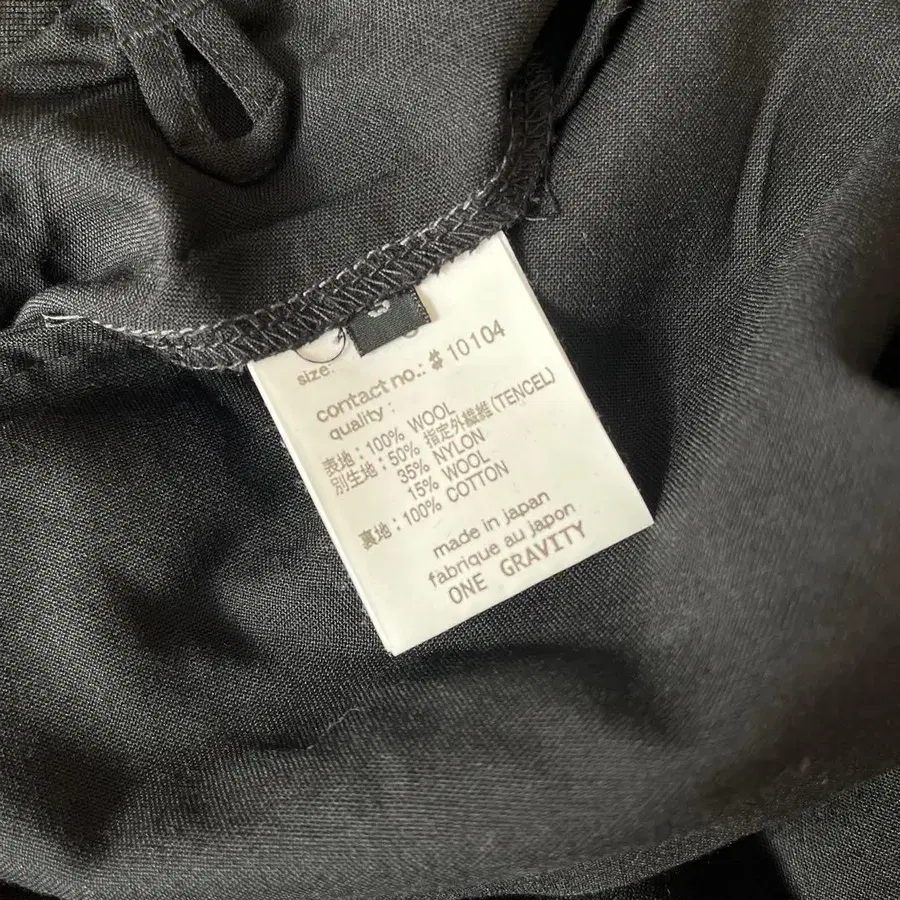 size:
contact no.: # 10104
quality :
表地 : 100% WOOL
別生地 : 50% 指定外繊維 (TENCEL)
35% NYLON
15% WOOL
裏地 : 100% COTTON
made in japan
fabrique au japon
ONE GRAVITY